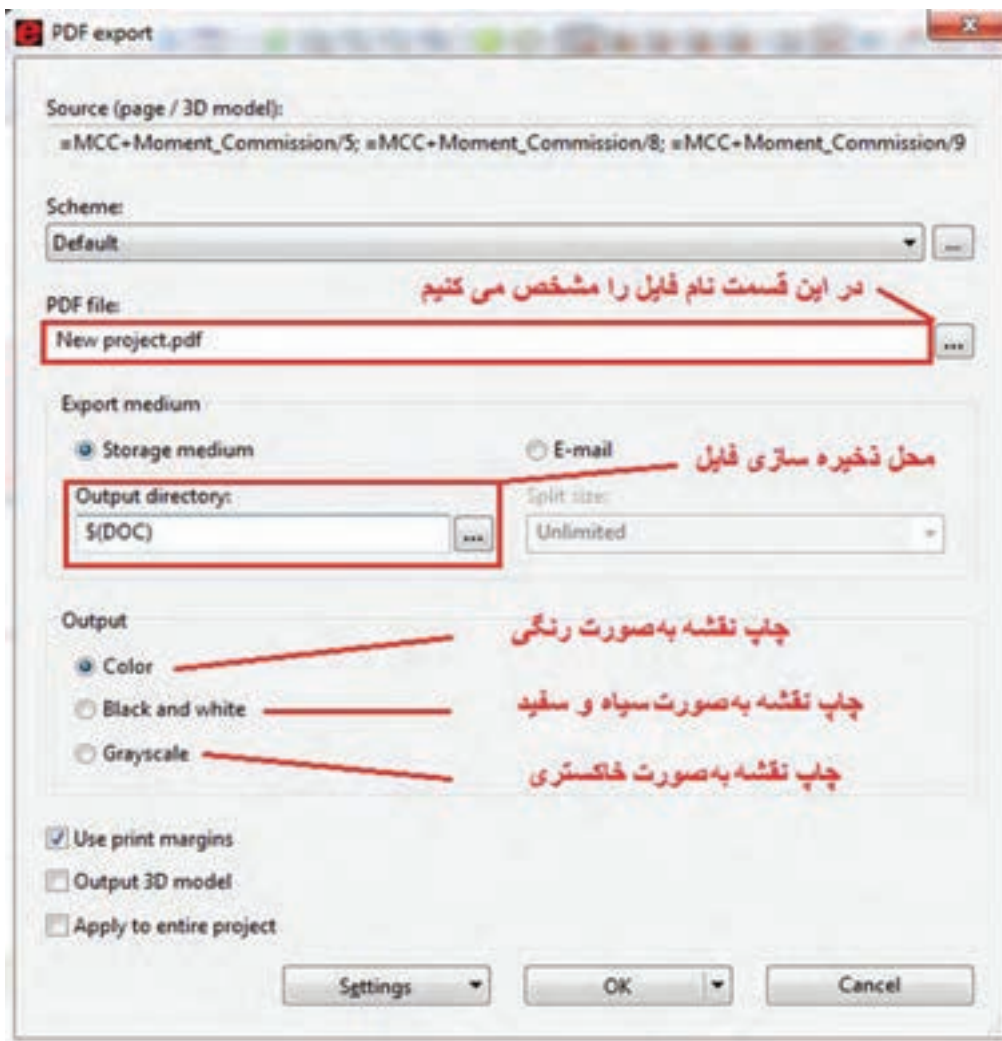 PDF export
Source (page / 3D model):
=MCC+Moment_Commission/5; =MCC+Moment_Commission/8; =MCC+Moment_Commission/9
Scheme:
Default
...
در این قسمت نام فایل را مشخص می کنیم
PDF file:
New project.pdf
...
Export medium
Storage medium
E-mail
محل ذخیره سازی فایل
Output directory:
Split size:
$(DOC)
...
Unlimited
Output
چاپ نقشه به‌صورت رنگی
Color
Black and white
چاپ نقشه به‌صورت سیاه و سفید
Grayscale
چاپ نقشه به‌صورت خاکستری
Use print margins
Output 3D model
Apply to entire project
Settings
OK
Cancel